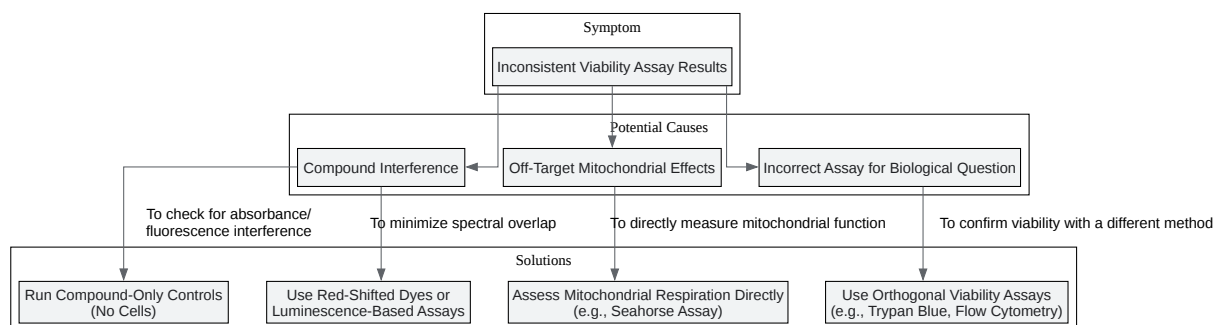 Symptom
Inconsistent Viability Assay Results
Potential Causes
Compound Interference
Off-Target Mitochondrial Effects
Incorrect Assay for Biological Question
To check for absorbance/
fluorescence interference
To minimize spectral overlap
To directly measure mitochondrial function
To confirm viability with a different method
Solutions
Run Compound-Only Controls
(No Cells)
Use Red-Shifted Dyes or
Luminescence-Based Assays
Assess Mitochondrial Respiration Directly
(e.g., Seahorse Assay)
Use Orthogonal Viability Assays
(e.g., Trypan Blue, Flow Cytometry)